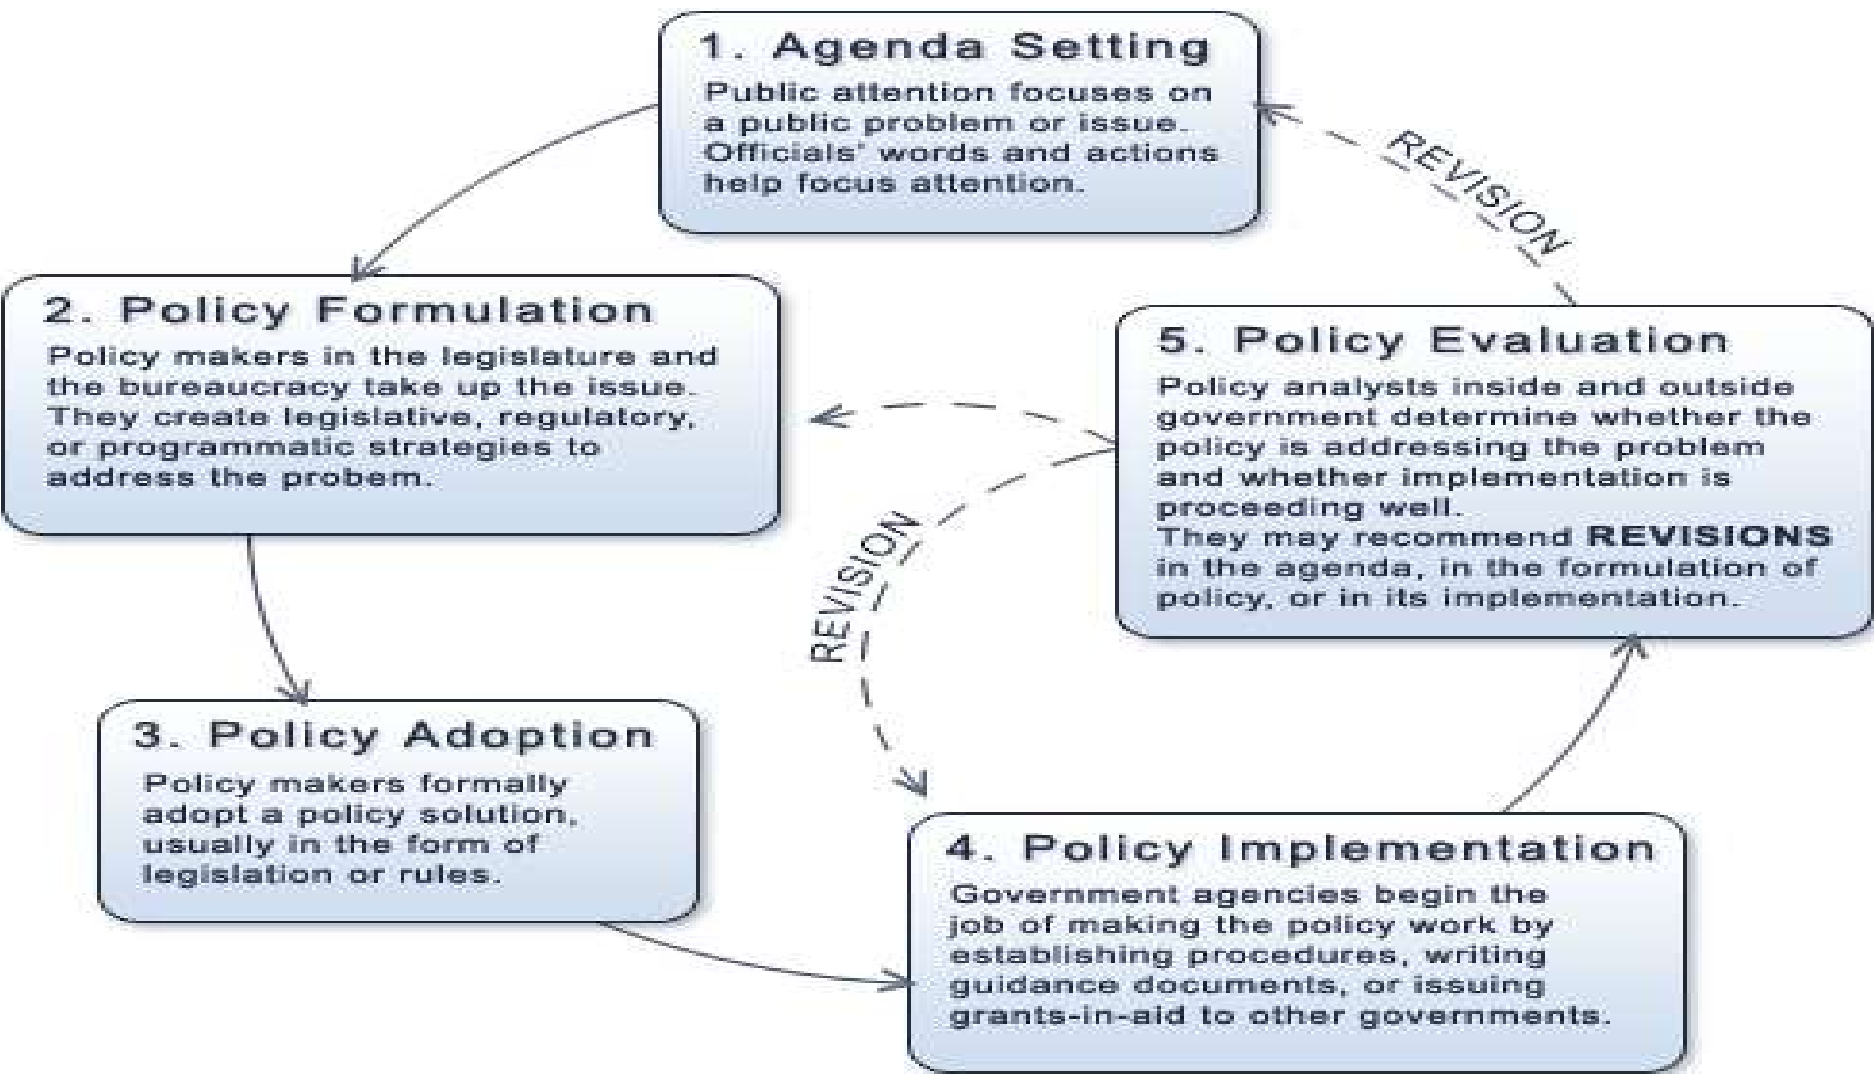 1. Agenda Setting
Public attention focuses on
a public problem or issue.
Officials' words and actions
help focus attention.
REVISION
2. Policy Formulation
Policy makers in the legislature and
the bureaucracy take up the issue.
They create legislative, regulatory,
or programmatic strategies to
address the probem.
5. Policy Evaluation
Policy analysts inside and outside
government determine whether the
policy is addressing the problem
and whether implementation is
proceeding well.
They may recommend REVISIONS
in the agenda, in the formulation of
policy, or in its implementation.
REVISION
3. Policy Adoption
Policy makers formally
adopt a policy solution,
usually in the form of
legislation or rules.
4. Policy Implementation
Government agencies begin the
job of making the policy work by
establishing procedures, writing
guidance documents, or issuing
grants-in-aid to other governments.